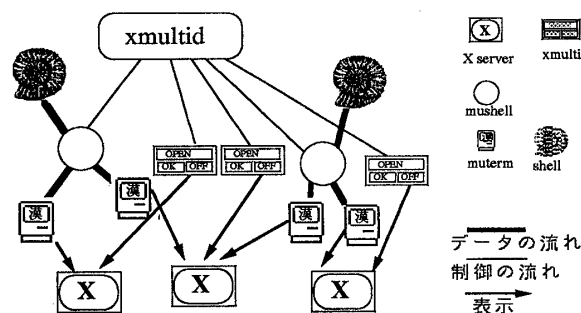 xmultid
X
X server
xmulti
mushell
漢
muterm
shell
OPEN
OK OFF
OPEN
OK OFF
OPEN
OK OFF
漢
漢
漢
漢
X
X
X
データの流れ
制御の流れ
表示